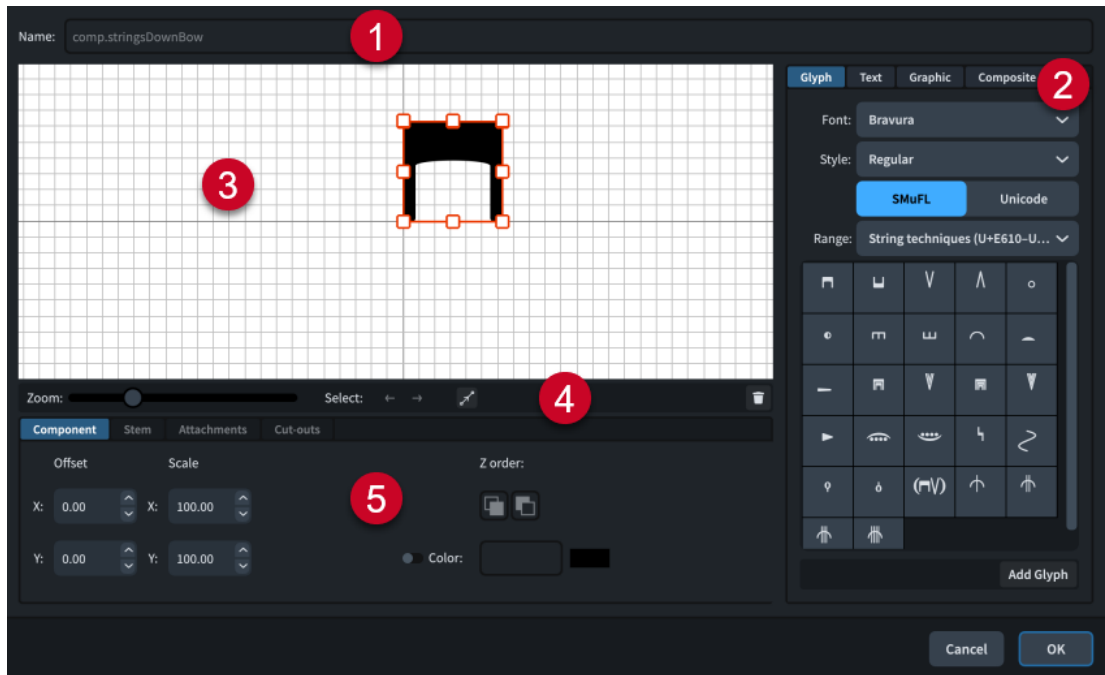 Name: comp.stringsDownBow
1
2
3
4
5
Glyph Text Graphic Composite
Font: Bravura
Style: Regular
SMuFL Unicode
Range: String techniques (U+E610–U...
Add Glyph
Zoom: Select:
Component Stem Attachments Cut-outs
Offset Scale Z order:
X: 0.00 X: 100.00
Y: 0.00 Y: 100.00 Color:
Cancel OK